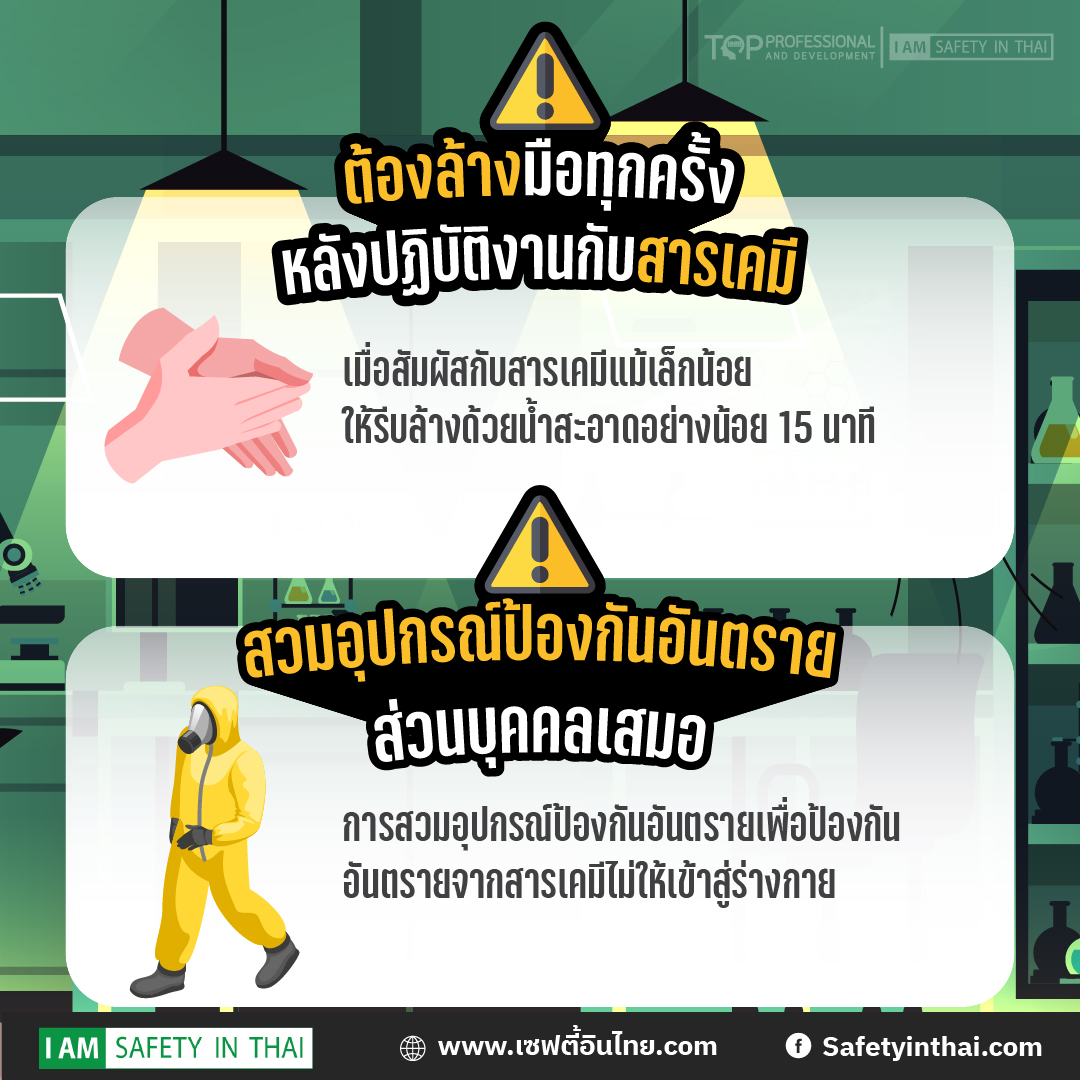 TOP PROFESSIONAL AND DEVELOPMENT | I AM SAFETY IN THAI
ต้องล้างมือทุกครั้ง
หลังปฏิบัติงานกับสารเคมี
เมื่อสัมผัสกับสารเคมีแม้เล็กน้อย
ให้รีบล้างด้วยน้ำสะอาดอย่างน้อย 15 นาที
สวมอุปกรณ์ป้องกันอันตราย
ส่วนบุคคลเสมอ
การสวมอุปกรณ์ป้องกันอันตรายเพื่อป้องกัน
อันตรายจากสารเคมีไม่ให้เข้าสู่ร่างกาย
I AM SAFETY IN THAI www.เซฟตี้อินไทย.com Safetyinthai.com